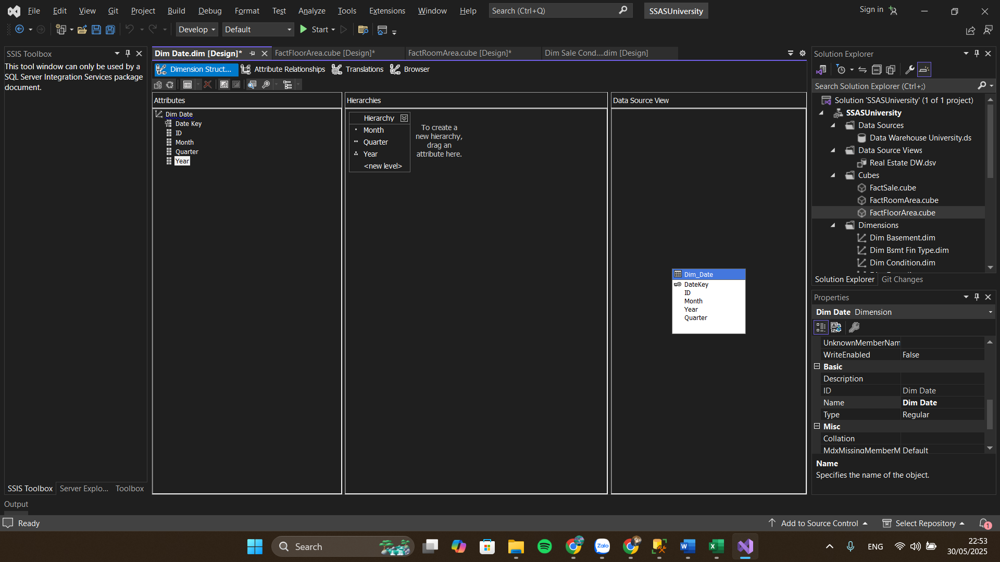 File Edit View Git Project Build Debug Format Test Analyze Tools Extensions Window Help Search (Ctrl+Q) SSASUniversity Sign in
Develop Default Start
SSIS Toolbox
This tool window can only be used by a
SQL Server Integration Services package
document.
SSIS Toolbox Server Explo... Toolbox
Dim Date.dim [Design]* FactFloorArea.cube [Design]* FactRoomArea.cube [Design]* Dim Sale Cond....dim [Design]
Dimension Struct... Attribute Relationships Translations Browser
Attributes
Dim Date
Date Key
ID
Month
Quarter
Year
Hierarchies
Hierarchy
Month
Quarter
Year
<new level>
To create a
new hierarchy,
drag an
attribute here.
Data Source View
Dim_Date
DateKey
ID
Month
Year
Quarter
Solution Explorer
Search Solution Explorer (Ctrl+;)
Solution 'SSASUniversity' (1 of 1 project)
SSASUniversity
Data Sources
Data Warehouse University.ds
Data Source Views
Real Estate DW.dsv
Cubes
FactSale.cube
FactRoomArea.cube
FactFloorArea.cube
Dimensions
Dim Basement.dim
Dim Bsmt Fin Type.dim
Dim Condition.dim
Solution Explorer Git Changes
Properties
Dim Date Dimension
UnknownMemberNam
WriteEnabled False
Basic
Description
ID Dim Date
Name Dim Date
Type Regular
Misc
Collation
MdxMissingMemberM Default
Name
Specifies the name of the object.
Output
Ready Add to Source Control Select Repository 1
Search Zalo ENG 22:53
30/05/2025